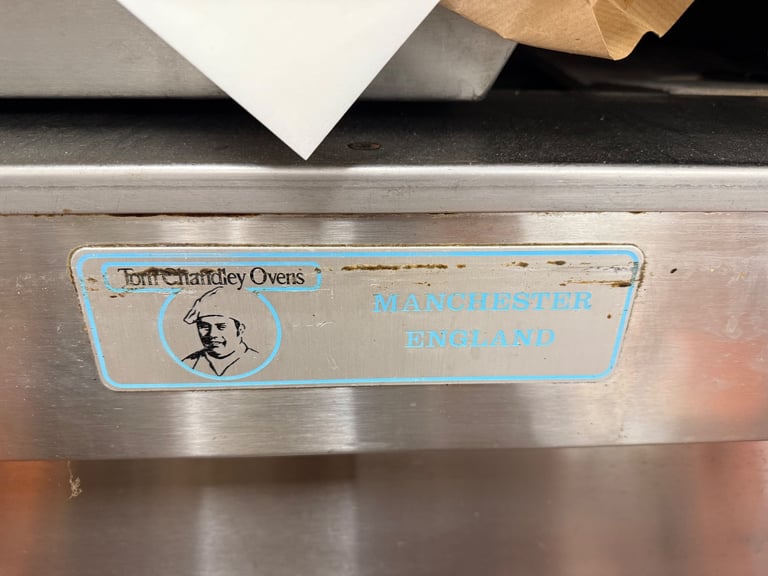 Tom Chandley Ovens
MANCHESTER
ENGLAND